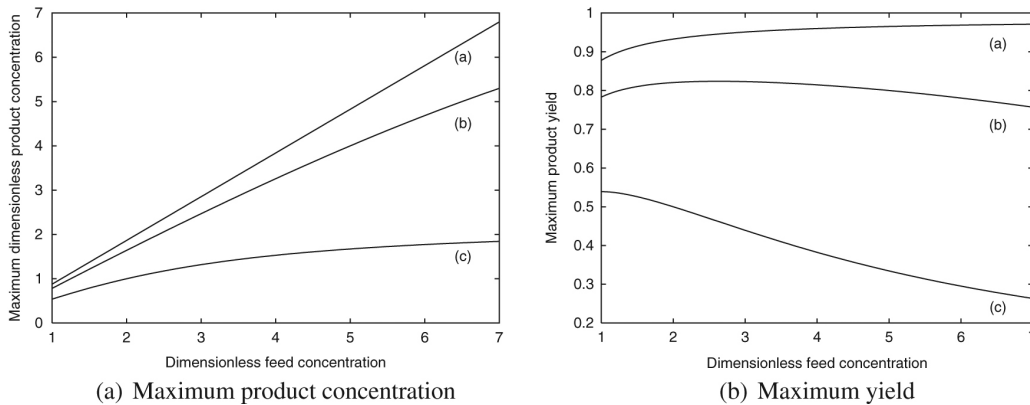 Maximum dimensionless product concentration
7
6
5
4
3
2
1
0
(a)
(b)
(c)
1 2 3 4 5 6 7
Dimensionless feed concentration
(a) Maximum product concentration
Maximum product yield
1
0.9
0.8
0.7
0.6
0.5
0.4
0.3
0.2
(a)
(b)
(c)
1 2 3 4 5 6 7
Dimensionless feed concentration
(b) Maximum yield